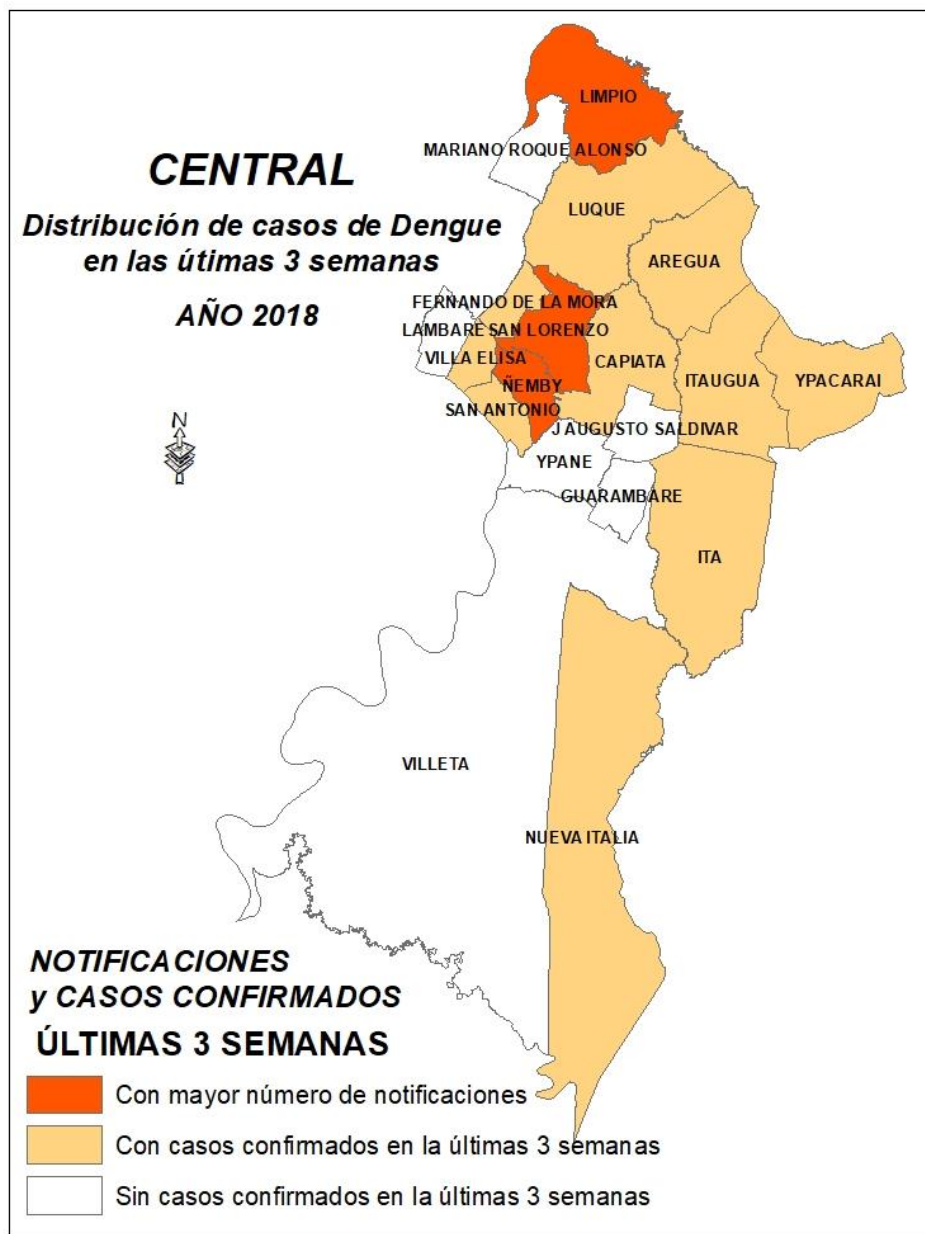 LIMPIO
MARIANO ROQUE ALONSO
CENTRAL
Distribución de casos de Dengue
en las útimas 3 semanas
AÑO 2018
LUQUE
AREGUA
FERNANDO DE LA MORA
LAMBARE SAN LORENZO
VILLA ELISA
CAPIATA
ITAUGUA
YPACARAI
ÑEMBY
SAN ANTONIO
J AUGUSTO SALDIVAR
N
YPANE
GUARAMBARE
ITA
VILLETA
NUEVA ITALIA
NOTIFICACIONES
y CASOS CONFIRMADOS
ÚLTIMAS 3 SEMANAS
Con mayor número de notificaciones
Con casos confirmados en la últimas 3 semanas
Sin casos confirmados en la últimas 3 semanas